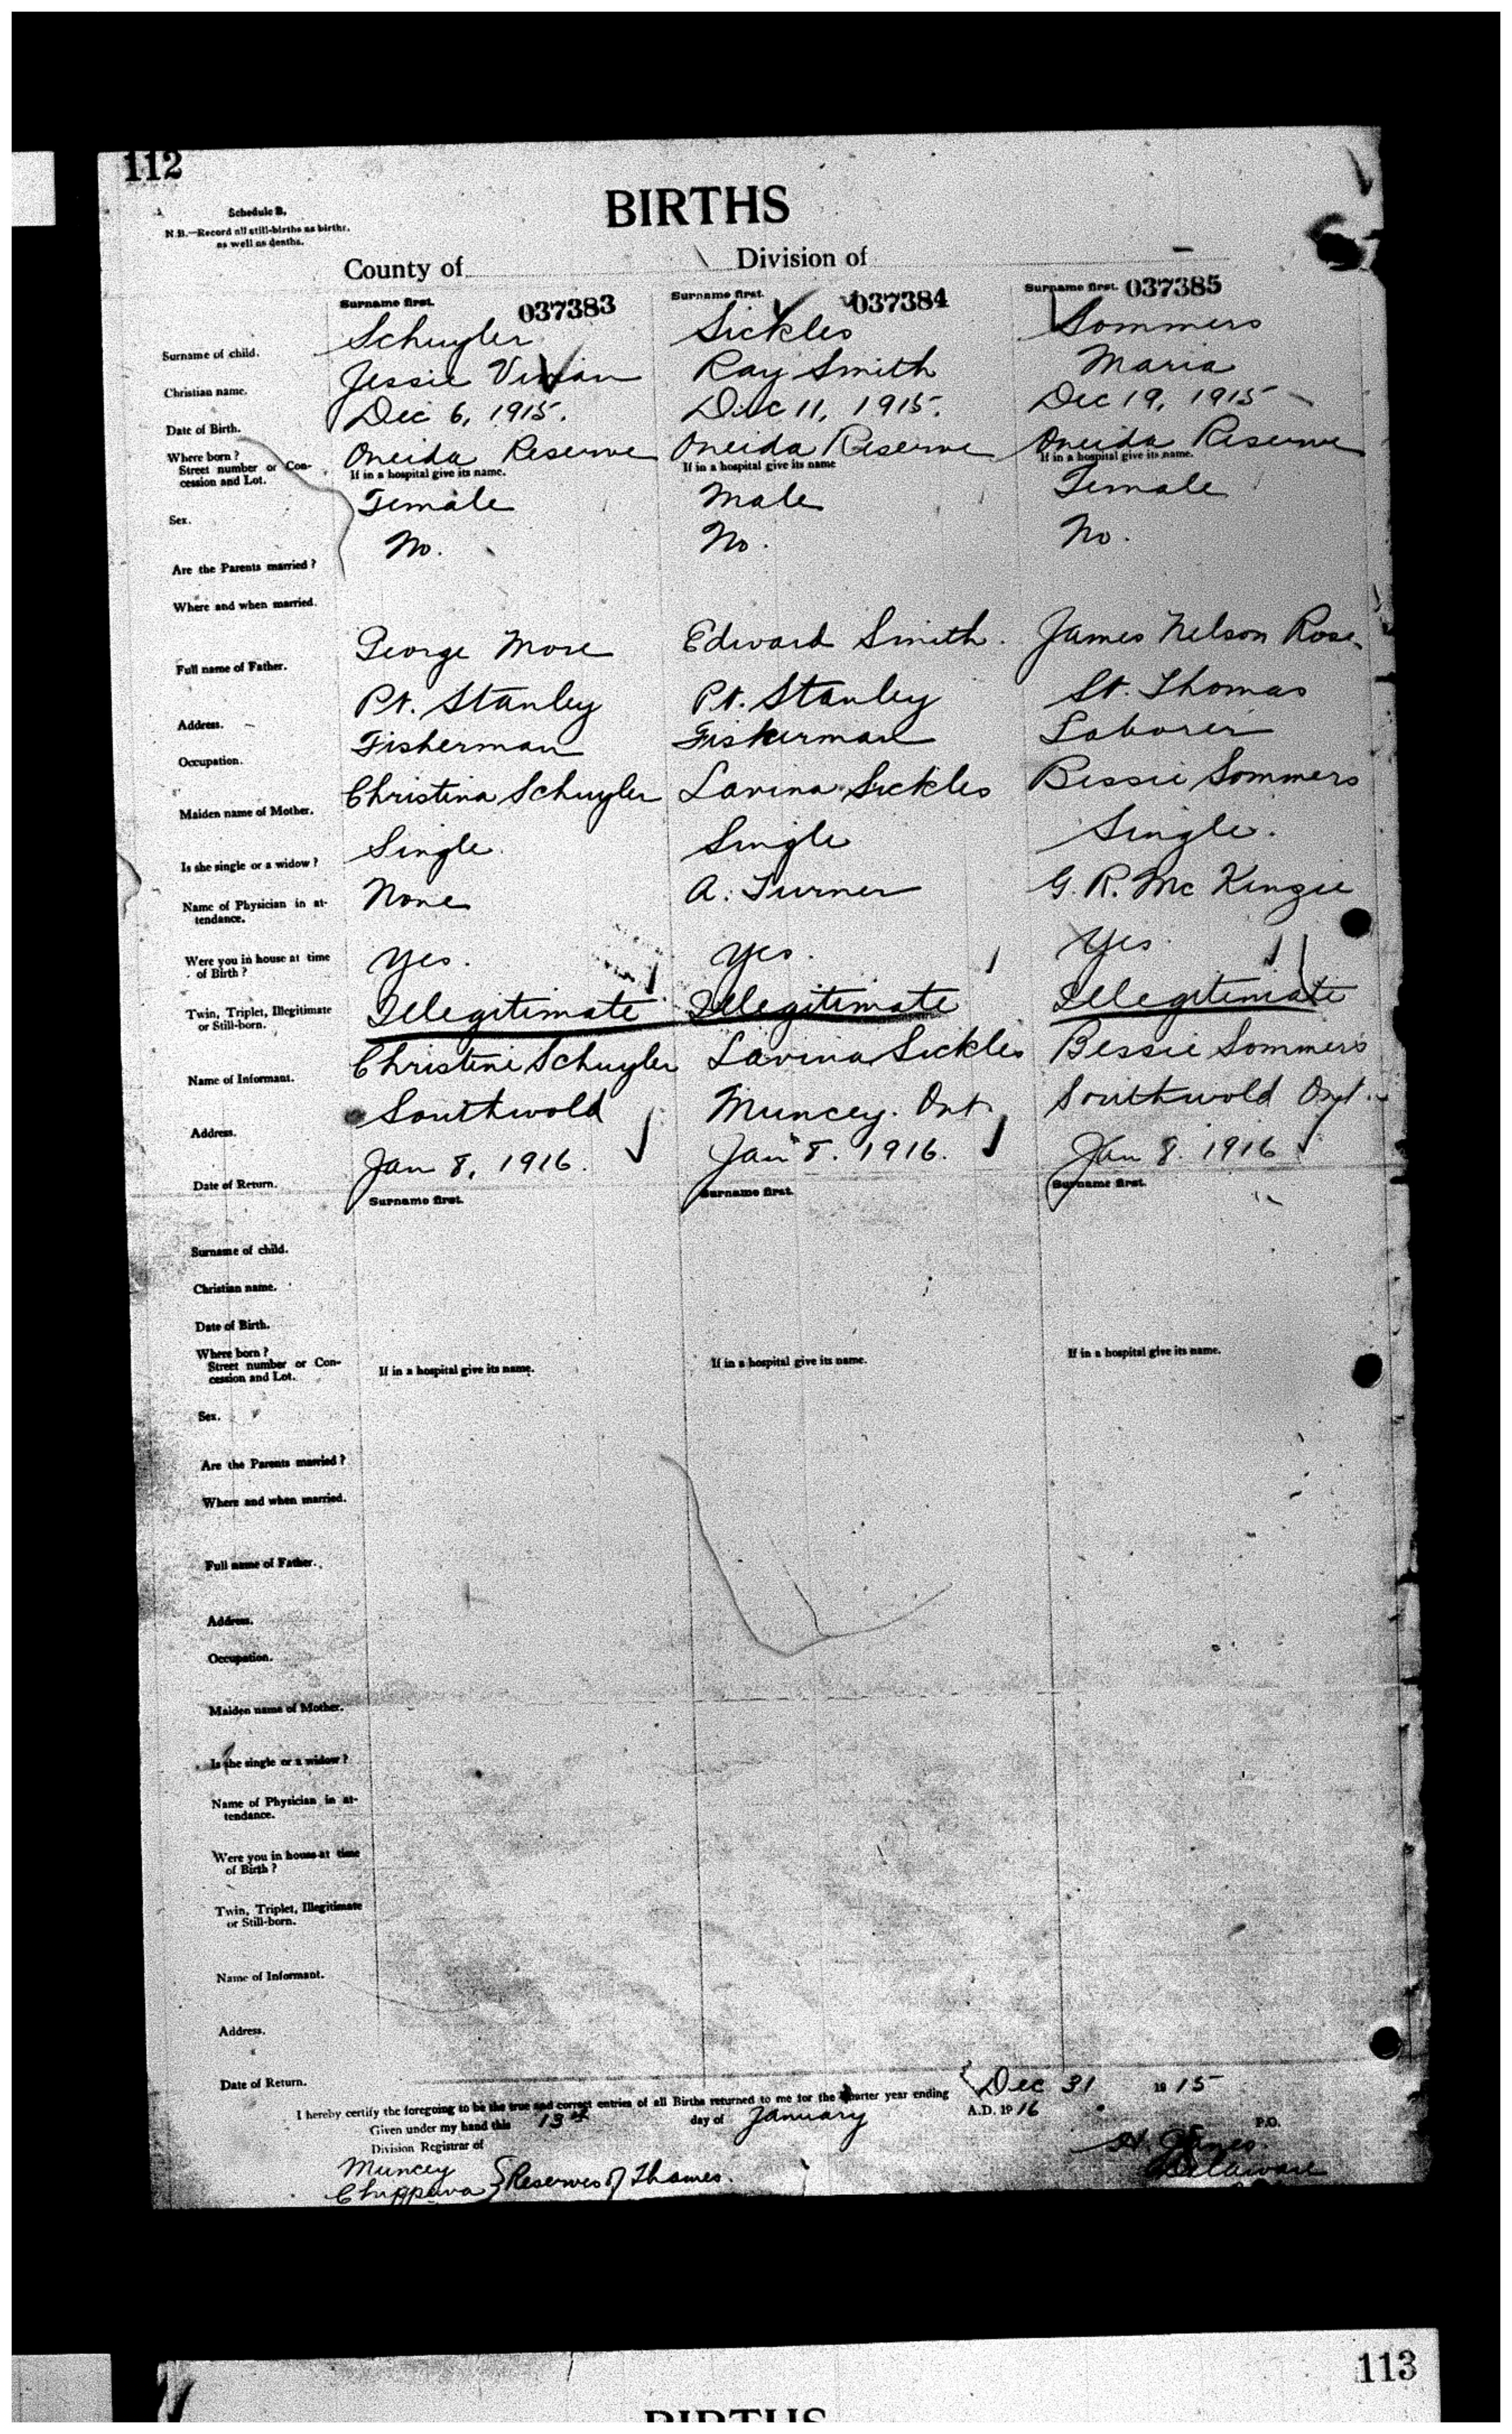 112
BIRTHS
Schedule B.
N.B.—Record all still-births as births, as well as deaths.
County of Division of
Surname first. 037383 Surname first. 037384 Surname first. 037385
Surname of child. Schuyler Sickles Sommers
Christian name. Jessie Vivian Ray Smith Maria
Date of Birth. Dec 6, 1915. Dec 11, 1915. Dec 19, 1915
Where born? Oneida Reserve Oneida Reserve Oneida Reserve
Street number or Con- If in a hospital give its name. If in a hospital give its name If in a hospital give its name.
cession and Lot.
Sex. Female Male Female
Are the Parents married? No. No. No.
Where and when married.
Full name of Father. George More Edward Smith. James Nelson Rose
Address. Pt. Stanley Pt. Stanley St. Thomas
Occupation. Fisherman Fisherman Laborer
Maiden name of Mother. Christina Schuyler Lavina Sickles Bessie Sommers
Is she single or a widow? Single. Single Single.
Name of Physician in at- None A. Turner G. R. McKenzie
tendance.
Were you in house at time Yes. Yes. Yes.
of Birth?
Twin, Triplet, Illegitimate Illegitimate Illegitimate Illegitimate
or Still-born.
Name of Informant. Christine Schuyler Lavina Sickles Bessie Sommers
Address. Southwold Muncey. Ont. Southwold Ont.
Date of Return. Jan 8, 1916. Jan 8. 1916. Jan 8. 1916
Surname first. Surname first. Surname first.
Surname of child.
Christian name.
Date of Birth.
Where born?
Street number or Con- If in a hospital give its name. If in a hospital give its name. If in a hospital give its name.
cession and Lot.
Sex.
Are the Parents married?
Where and when married.
Full name of Father.
Address.
Occupation.
Maiden name of Mother.
Is she single or a widow?
Name of Physician in at-
tendance.
Were you in house at time
of Birth?
Twin, Triplet, Illegitimate
or Still-born.
Name of Informant.
Address.
Date of Return.
I hereby certify the foregoing to be the true and correct entries of all Births returned to me for the quarter year ending Dec 31 1915
Given under my hand this 13th day of January A.D. 1916
Division Registrar of P.O.
Muncey
Chippewa } Reserves of Thames. Delaware
113
BIRTHS